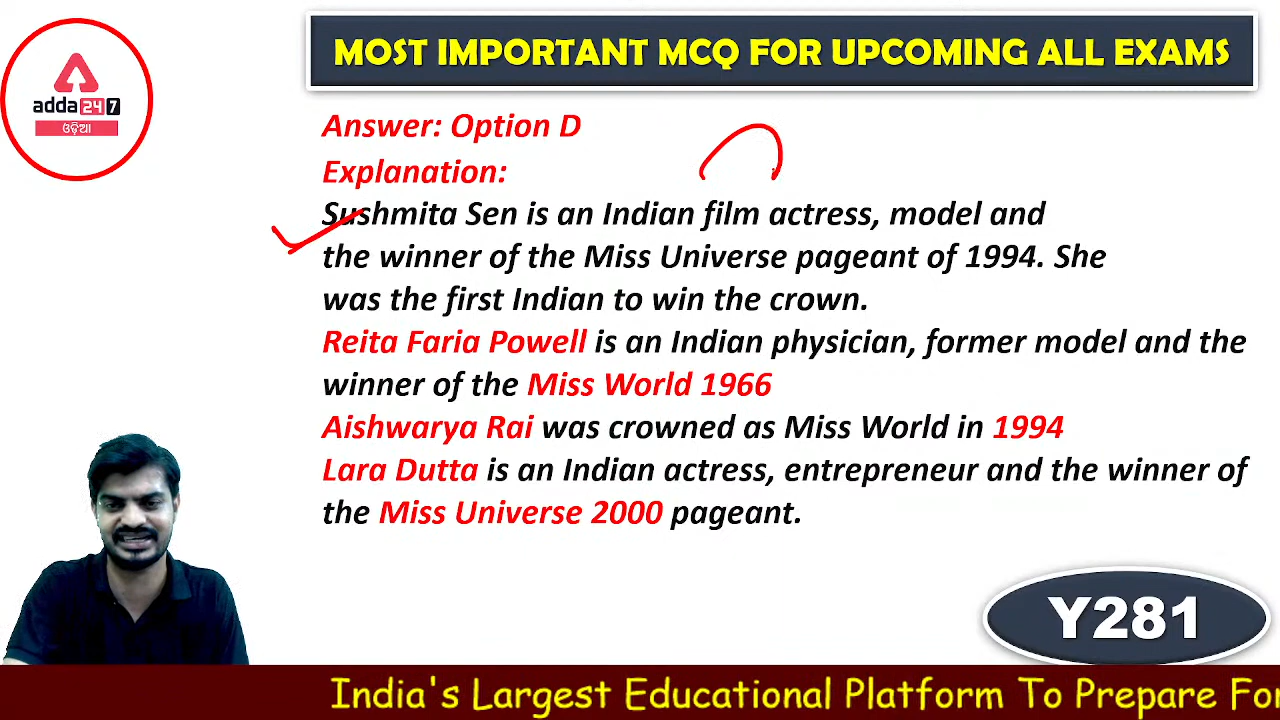 MOST IMPORTANT MCQ FOR UPCOMING ALL EXAMS
adda 24 7
ଓଡ଼ିଆ
Answer: Option D
Explanation:
Sushmita Sen is an Indian film actress, model and
the winner of the Miss Universe pageant of 1994. She
was the first Indian to win the crown.
Reita Faria Powell is an Indian physician, former model and the
winner of the Miss World 1966
Aishwarya Rai was crowned as Miss World in 1994
Lara Dutta is an Indian actress, entrepreneur and the winner of
the Miss Universe 2000 pageant.
Y281
India's Largest Educational Platform To Prepare For